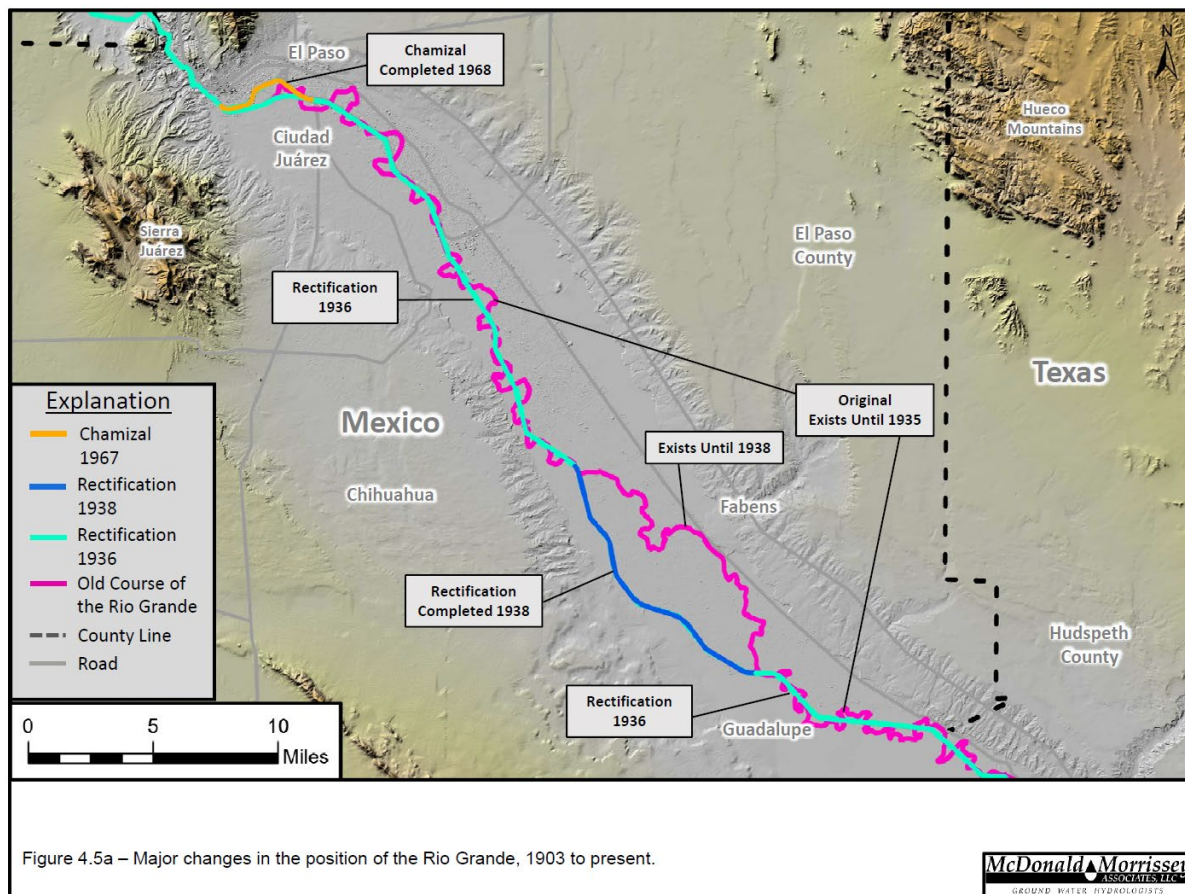 N
El Paso
Chamizal
Completed 1968
Hueco
Mountains
Ciudad
Juárez
Sierra
Juárez
El Paso
County
Rectification
1936
Texas
Original
Exists Until 1935
Mexico
Exists Until 1938
Chihuahua
Fabens
Rectification
Completed 1938
Hudspeth
County
Rectification
1936
Guadalupe
Explanation
Chamizal
1967
Rectification
1938
Rectification
1936
Old Course of
the Rio Grande
County Line
Road
0 5 10
Miles
Figure 4.5a – Major changes in the position of the Rio Grande, 1903 to present.
McDonald Morrissey
ASSOCIATES, LLC
GROUND WATER HYDROLOGISTS